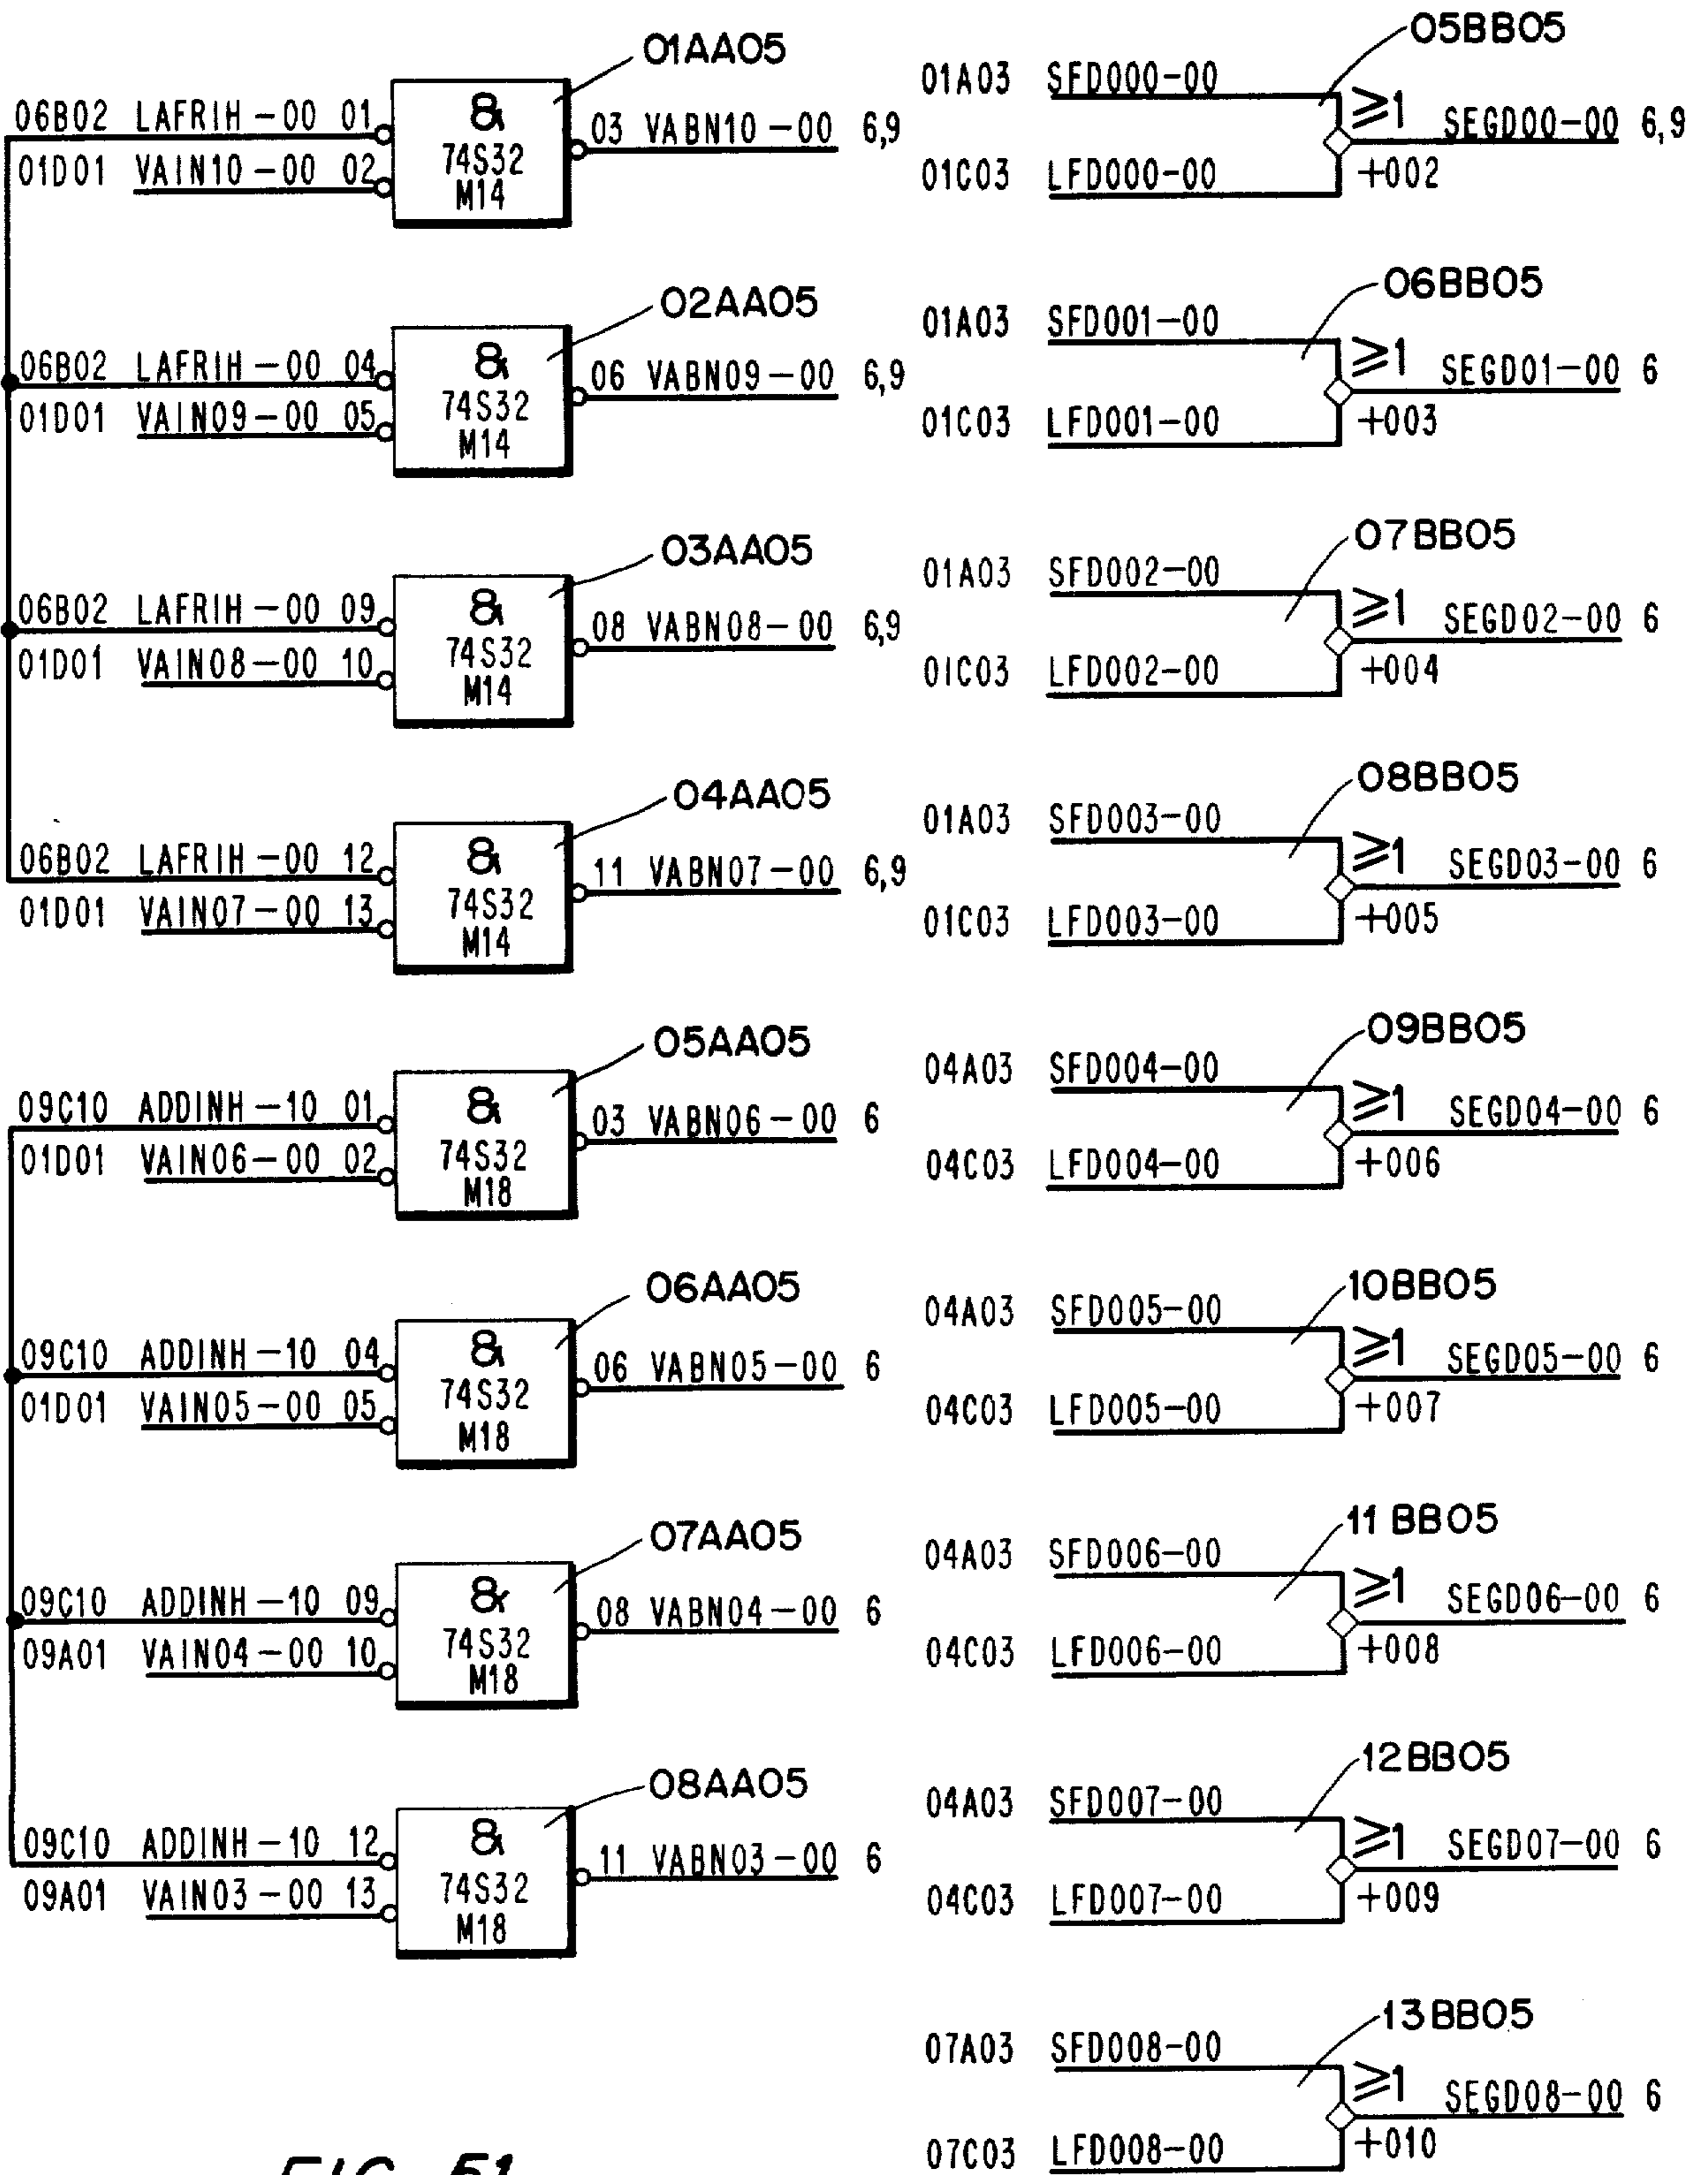 01AA05
06B02 LAFRIH-00 01
01D01 VAIN10-00 02
&
74S32
M14
03 VABN10-00 6,9
02AA05
06B02 LAFRIH-00 04
01D01 VAIN09-00 05
&
74S32
M14
06 VABN09-00 6,9
03AA05
06B02 LAFRIH-00 09
01D01 VAIN08-00 10
&
74S32
M14
08 VABN08-00 6,9
04AA05
06B02 LAFRIH-00 12
01D01 VAIN07-00 13
&
74S32
M14
11 VABN07-00 6,9
05AA05
09C10 ADDINH-10 01
01D01 VAIN06-00 02
&
74S32
M18
03 VABN06-00 6
06AA05
09C10 ADDINH-10 04
01D01 VAIN05-00 05
&
74S32
M18
06 VABN05-00 6
07AA05
09C10 ADDINH-10 09
09A01 VAIN04-00 10
&
74S32
M18
08 VABN04-00 6
08AA05
09C10 ADDINH-10 12
09A01 VAIN03-00 13
&
74S32
M18
11 VABN03-00 6
05BB05
01A03 SFD000-00
≥1 SEGD00-00 6,9
01C03 LFD000-00
+002
06BB05
01A03 SFD001-00
≥1 SEGD01-00 6
01C03 LFD001-00
+003
07BB05
01A03 SFD002-00
≥1 SEGD02-00 6
01C03 LFD002-00
+004
08BB05
01A03 SFD003-00
≥1 SEGD03-00 6
01C03 LFD003-00
+005
09BB05
04A03 SFD004-00
≥1 SEGD04-00 6
04C03 LFD004-00
+006
10BB05
04A03 SFD005-00
≥1 SEGD05-00 6
04C03 LFD005-00
+007
11BB05
04A03 SFD006-00
≥1 SEGD06-00 6
04C03 LFD006-00
+008
12BB05
04A03 SFD007-00
≥1 SEGD07-00 6
04C03 LFD007-00
+009
13BB05
07A03 SFD008-00
≥1 SEGD08-00 6
07C03 LFD008-00
+010
FIG. 51